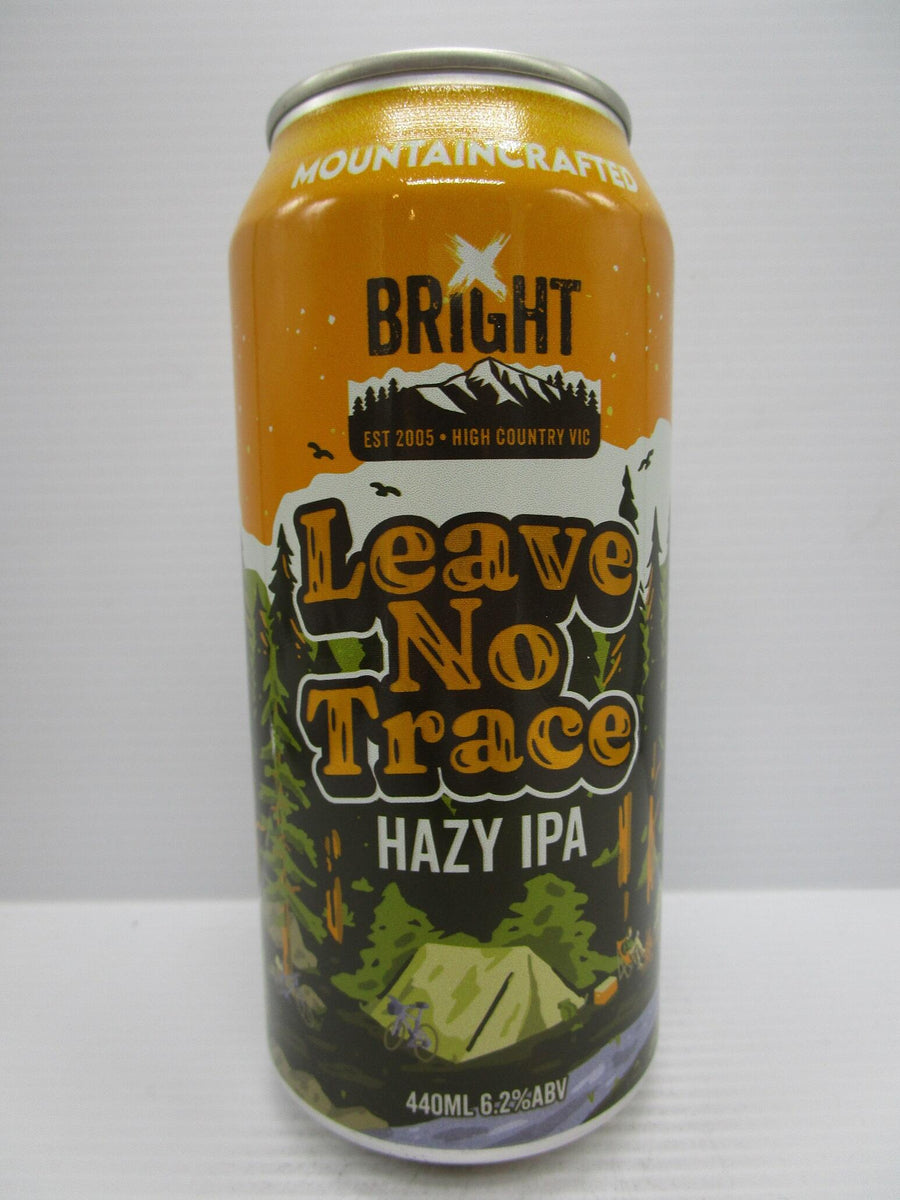 MOUNTAINCRAFTED
BRIGHT
EST 2005 • HIGH COUNTRY VIC
Leave
No
Trace
HAZY IPA
440ML 6.2%ABV